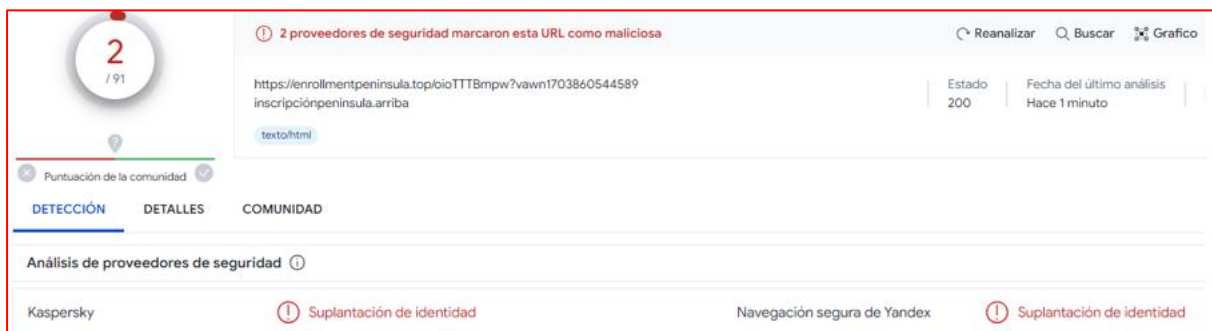 2
/ 91
2 proveedores de seguridad marcaron esta URL como maliciosa
Reanalizar
Buscar
Grafico
https://enrollmentpeninsula.top/oioTTTBmpw?vawn1703860544589
inscripciónpeninsula.arriba
Estado
200
Fecha del último análisis
Hace 1 minuto
texto/html
Puntuación de la comunidad
DETECCIÓN
DETALLES
COMUNIDAD
Análisis de proveedores de seguridad
Kaspersky
Suplantación de identidad
Navegación segura de Yandex
Suplantación de identidad